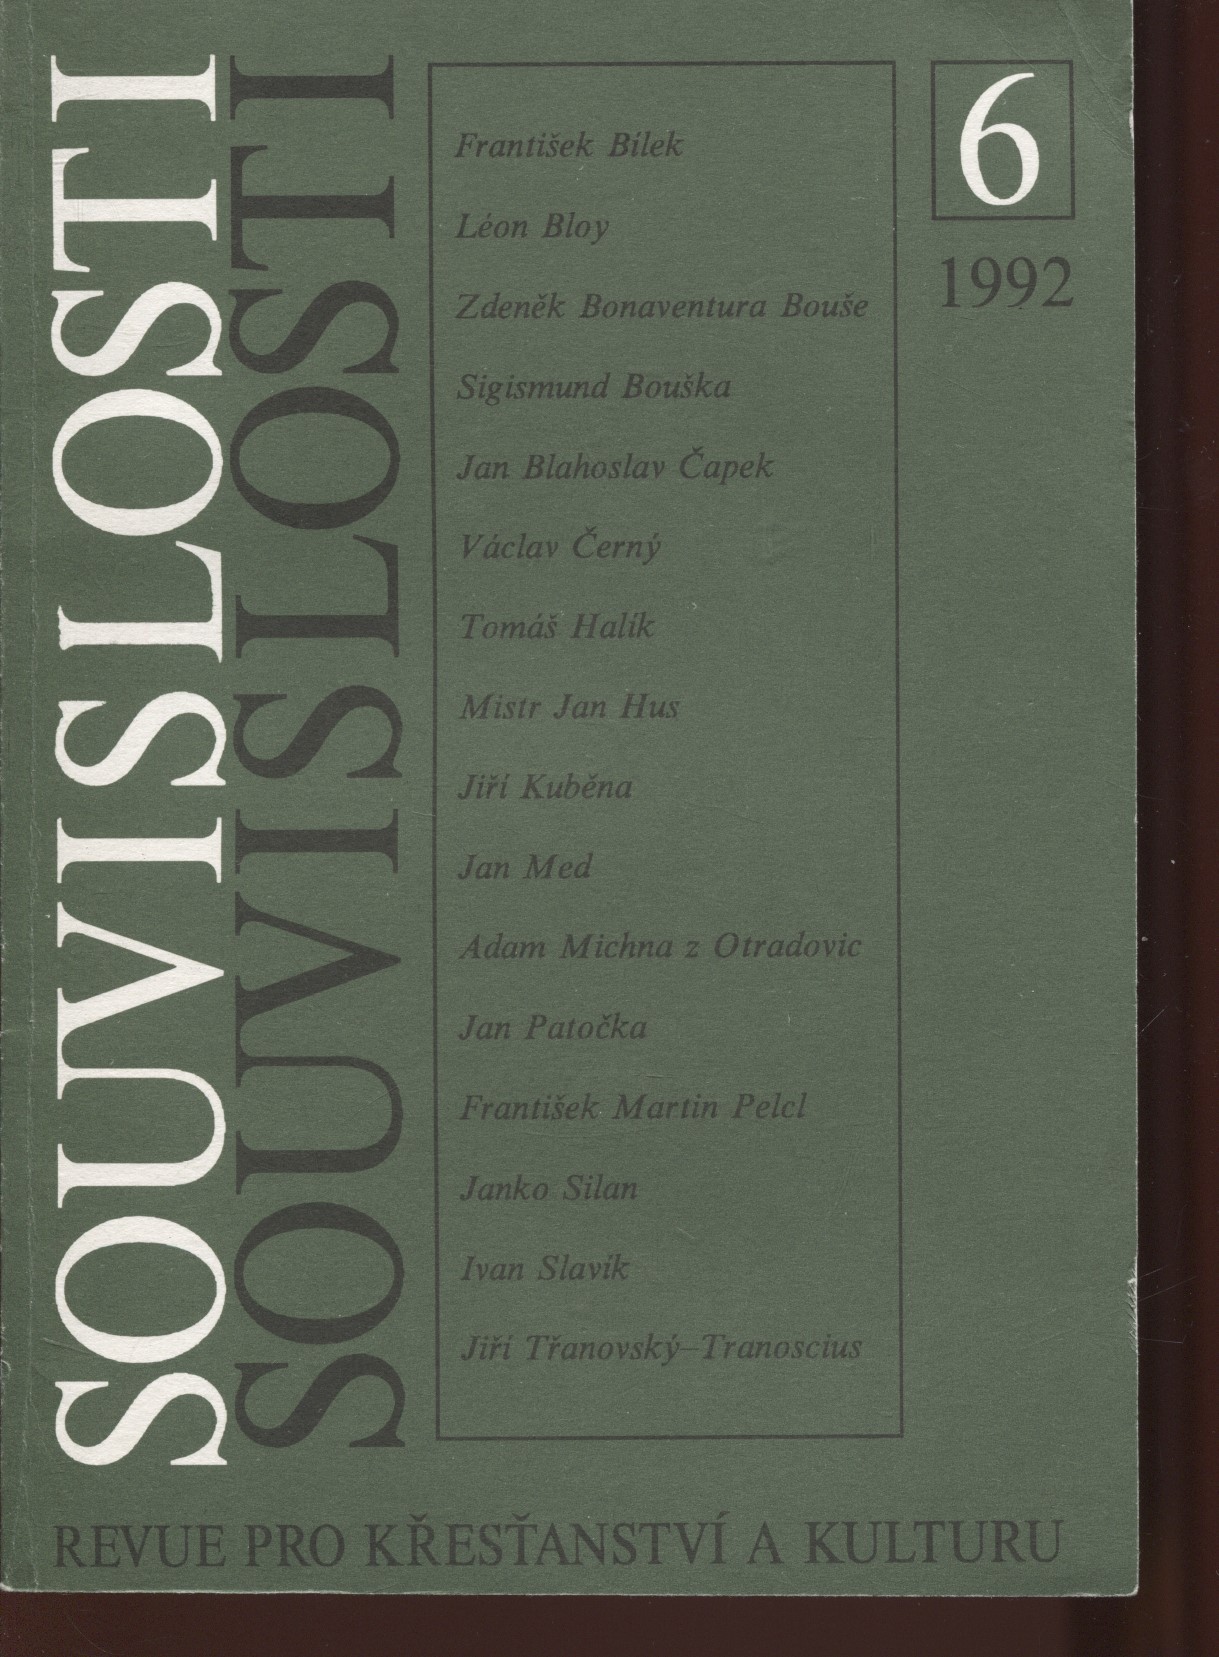 SOUVISLOSTI
SOUVISLOSTI
František Bílek
Léon Bloy
Zdeněk Bonaventura Bouše
Sigismund Bouška
Jan Blahoslav Čapek
Václav Černý
Tomáš Halík
Mistr Jan Hus
Jiří Kuběna
Jan Med
Adam Michna z Otradovic
Jan Patočka
František Martin Pelcl
Janko Silan
Ivan Slavík
Jiří Třanovský–Tranoscius
6
1992
REVUE PRO KŘESŤANSTVÍ A KULTURU